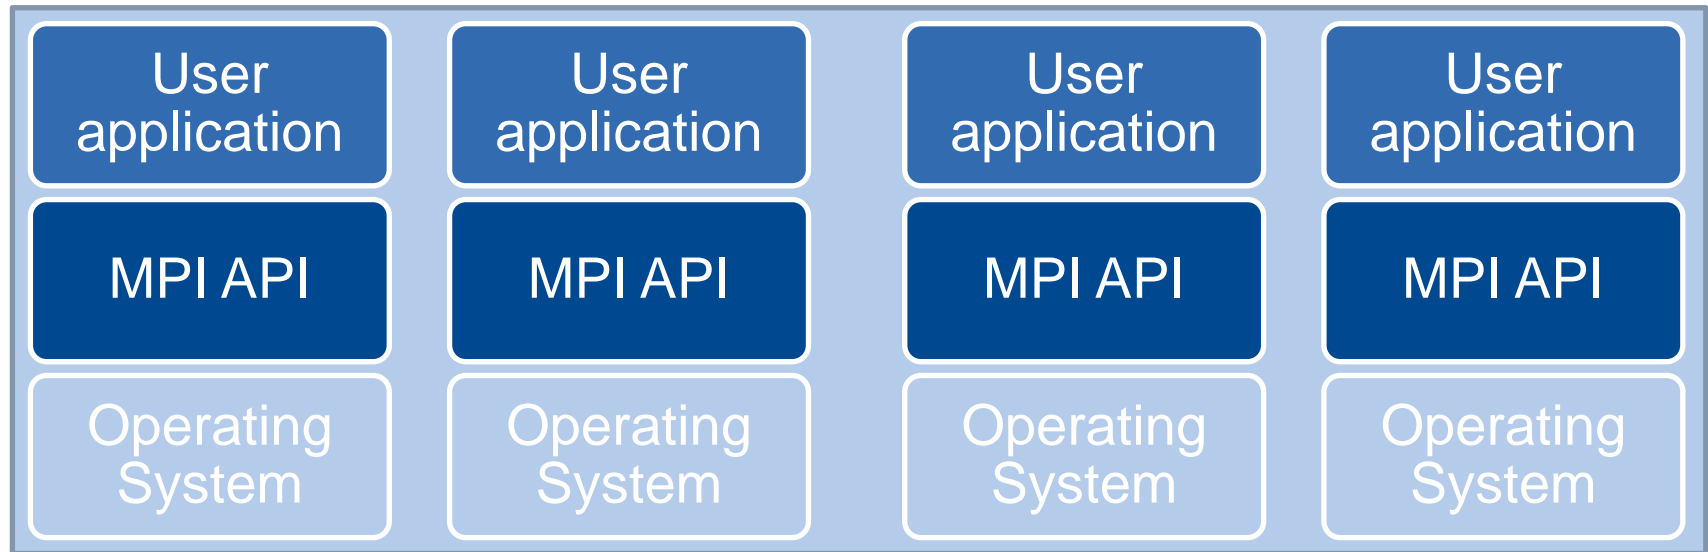 User
application
User
application
User
application
User
application
MPI API
MPI API
MPI API
MPI API
Operating
System
Operating
System
Operating
System
Operating
System